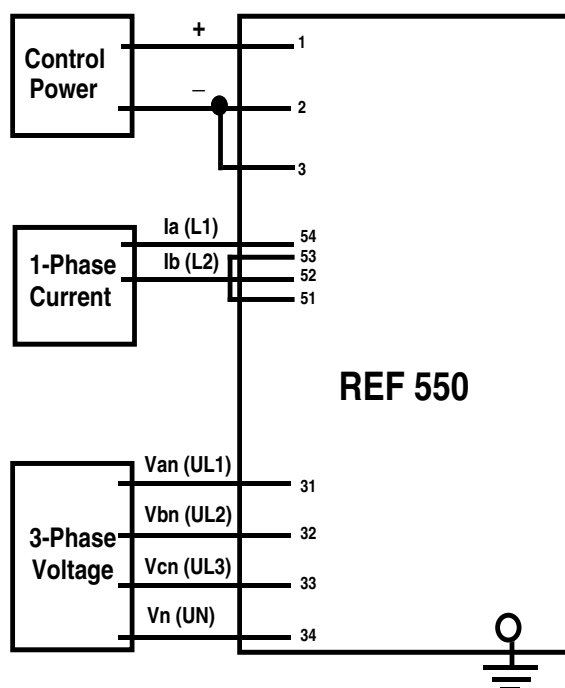 Control
Power
+
–
1
2
3
1-Phase
Current
Ia (L1)
Ib (L2)
54
53
52
51
REF 550
3-Phase
Voltage
Van (UL1)
Vbn (UL2)
Vcn (UL3)
Vn (UN)
31
32
33
34